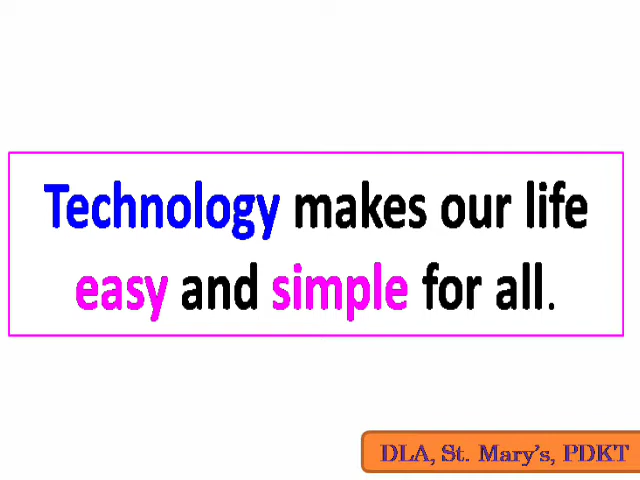 Technology makes our life
easy and simple for all.
DLA, St. Mary's, PDKT